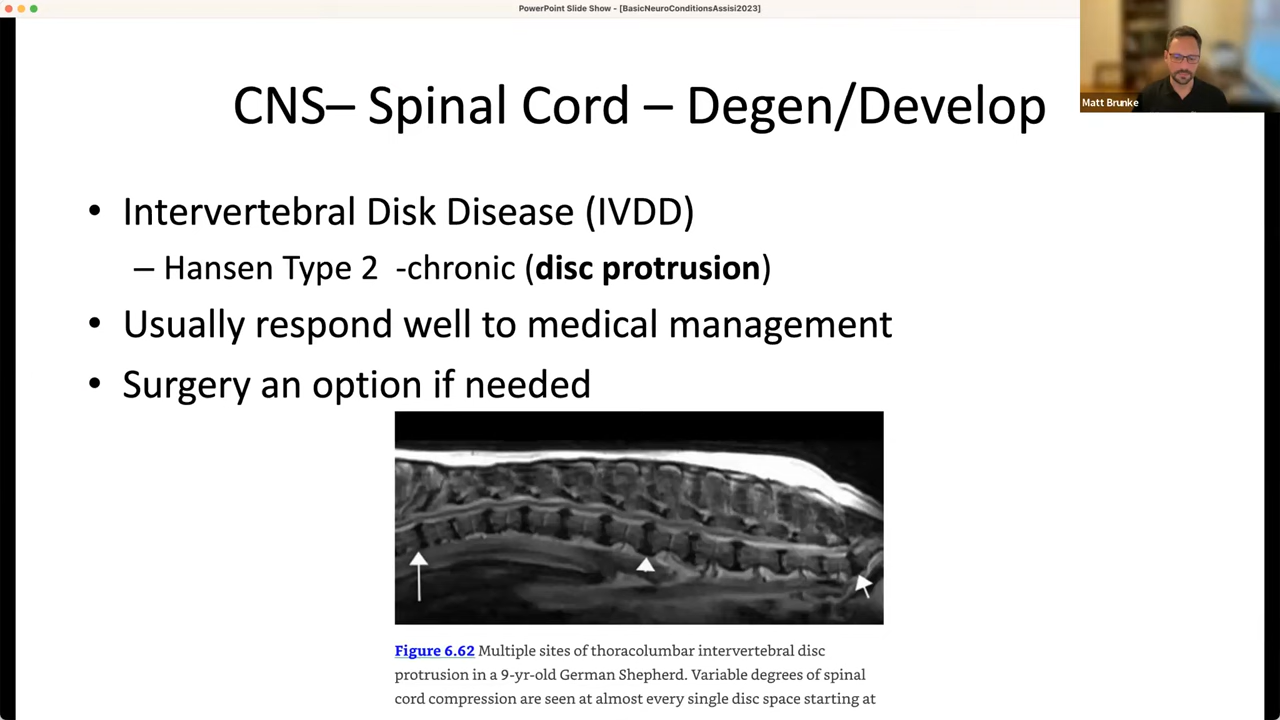 PowerPoint Slide Show - [BasicNeuroConditionsAssisi2023]
Matt Brunke
CNS– Spinal Cord – Degen/Develop
• Intervertebral Disk Disease (IVDD)
– Hansen Type 2 -chronic (disc protrusion)
• Usually respond well to medical management
• Surgery an option if needed
Figure 6.62 Multiple sites of thoracolumbar intervertebral disc
protrusion in a 9-yr-old German Shepherd. Variable degrees of spinal
cord compression are seen at almost every single disc space starting at